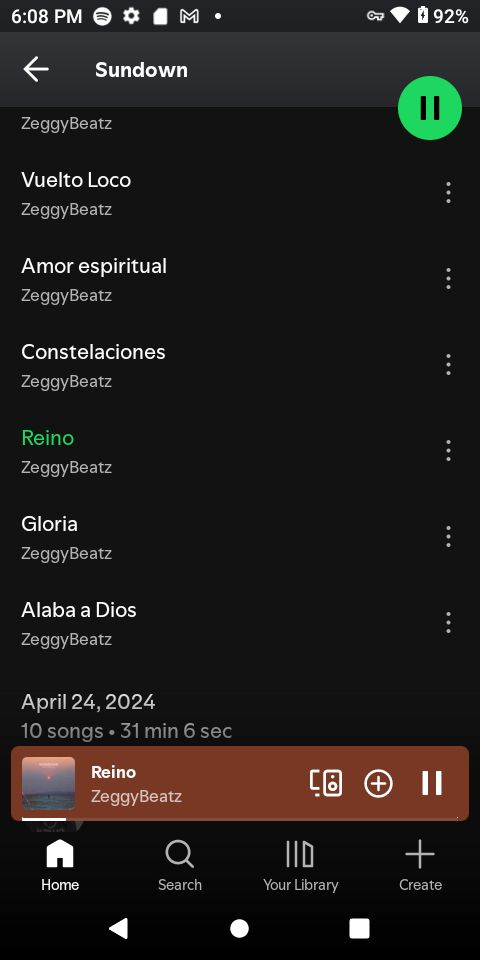 6:08 PM
92%
Sundown
ZeggyBeatz
Vuelto Loco
ZeggyBeatz
Amor espiritual
ZeggyBeatz
Constelaciones
ZeggyBeatz
Reino
ZeggyBeatz
Gloria
ZeggyBeatz
Alaba a Dios
ZeggyBeatz
April 24, 2024
10 songs • 31 min 6 sec
Reino
ZeggyBeatz
Home
Search
Your Library
Create